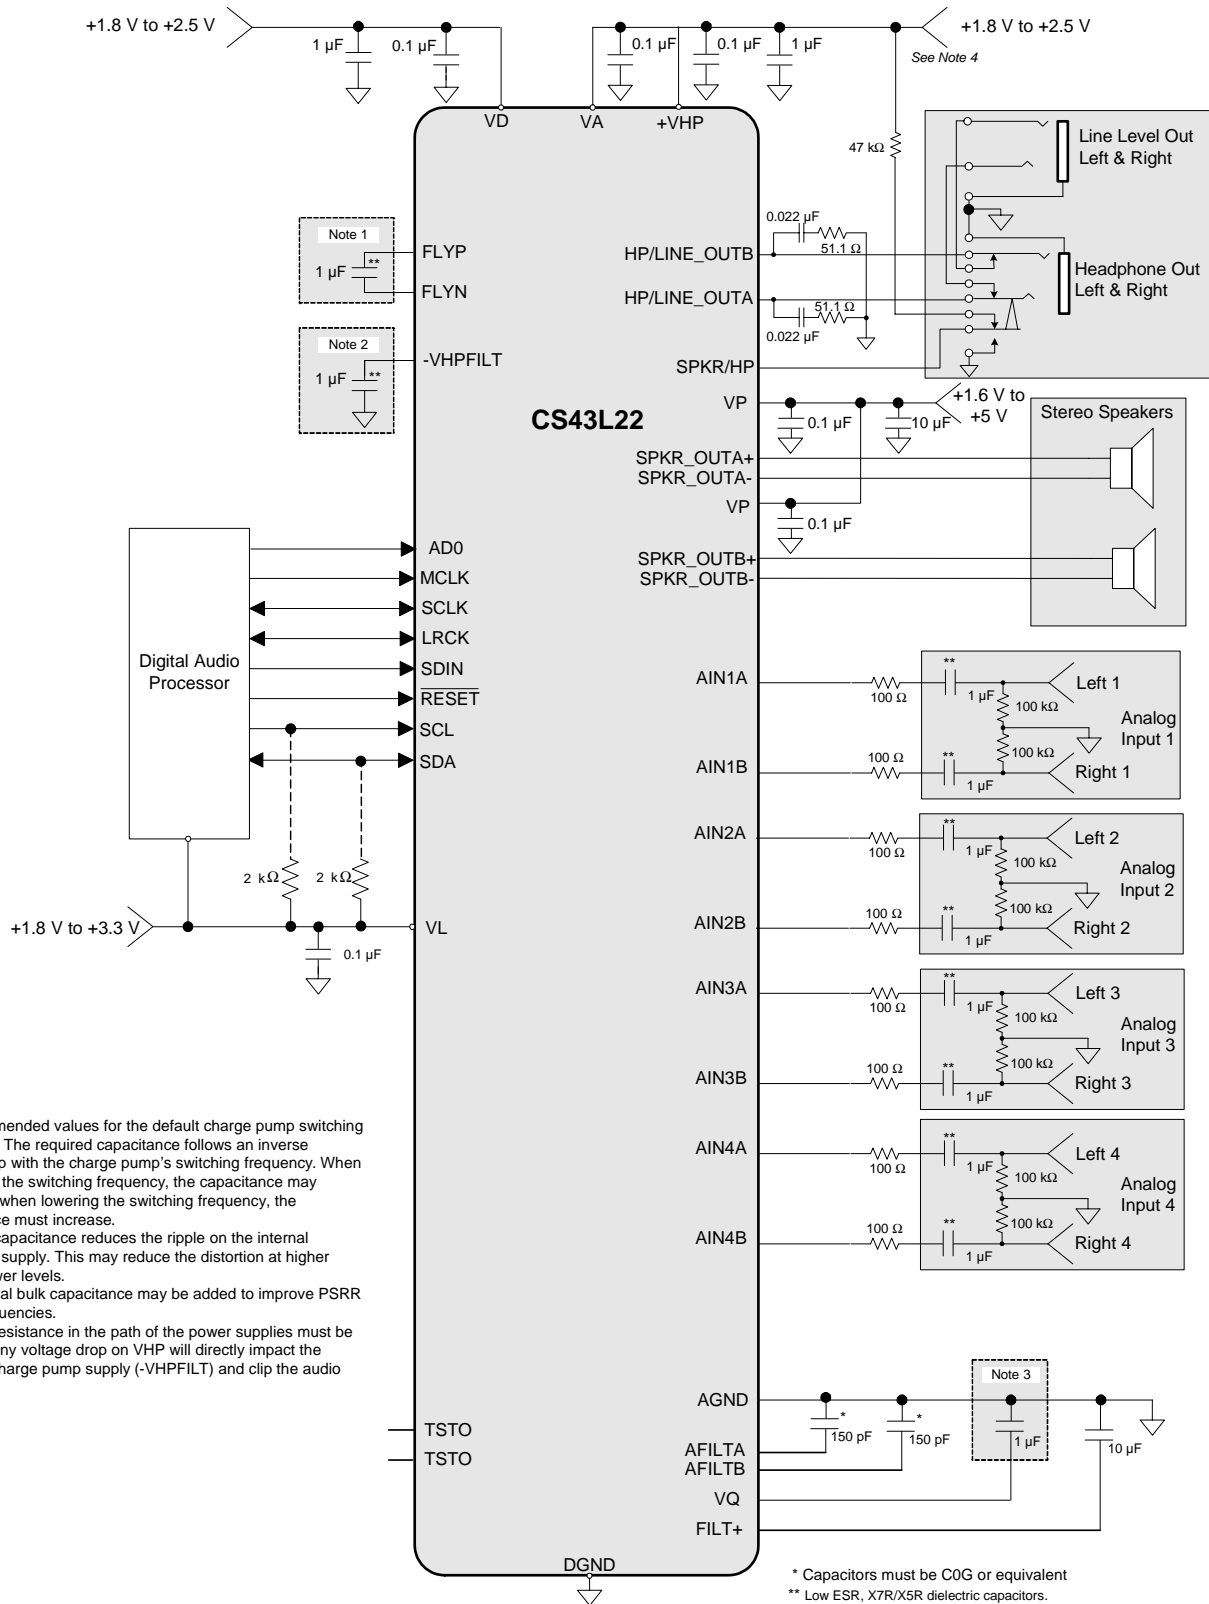 +1.8 V to +2.5 V
1 µF
0.1 µF
0.1 µF
0.1 µF
1 µF
+1.8 V to +2.5 V
See Note 4
VD
VA
+VHP
47 kΩ
Line Level Out
Left & Right
Note 1
1 µF
**
FLYP
FLYN
0.022 µF
51.1 Ω
HP/LINE_OUTB
HP/LINE_OUTA
51.1 Ω
0.022 µF
Headphone Out
Left & Right
Note 2
1 µF
**
-VHPFILT
SPKR/HP
CS43L22
VP
0.1 µF
10 µF
+1.6 V to
+5 V
Stereo Speakers
SPKR_OUTA+
SPKR_OUTA-
VP
0.1 µF
SPKR_OUTB+
SPKR_OUTB-
Digital Audio
Processor
AD0
MCLK
SCLK
LRCK
SDIN
RESET
SCL
SDA
2 kΩ
2 kΩ
+1.8 V to +3.3 V
VL
0.1 µF
AIN1A
100 Ω
**
1 µF
Left 1
100 kΩ
Analog
Input 1
100 kΩ
AIN1B
100 Ω
**
1 µF
Right 1
AIN2A
100 Ω
**
1 µF
Left 2
100 kΩ
Analog
Input 2
100 kΩ
AIN2B
100 Ω
**
1 µF
Right 2
AIN3A
100 Ω
**
1 µF
Left 3
100 kΩ
Analog
Input 3
100 kΩ
AIN3B
100 Ω
**
1 µF
Right 3
AIN4A
100 Ω
**
1 µF
Left 4
100 kΩ
Analog
Input 4
100 kΩ
AIN4B
100 Ω
**
1 µF
Right 4
mended values for the default charge pump switching
The required capacitance follows an inverse
p with the charge pump's switching frequency. When
the switching frequency, the capacitance may
when lowering the switching frequency, the
ce must increase.
capacitance reduces the ripple on the internal
supply. This may reduce the distortion at higher
wer levels.
al bulk capacitance may be added to improve PSRR
uencies.
esistance in the path of the power supplies must be
ny voltage drop on VHP will directly impact the
charge pump supply (-VHPFILT) and clip the audio
TSTO
TSTO
AGND
*
150 pF
*
150 pF
Note 3
1 µF
10 µF
AFILTA
AFILTB
VQ
FILT+
DGND
* Capacitors must be C0G or equivalent
** Low ESR, X7R/X5R dielectric capacitors.